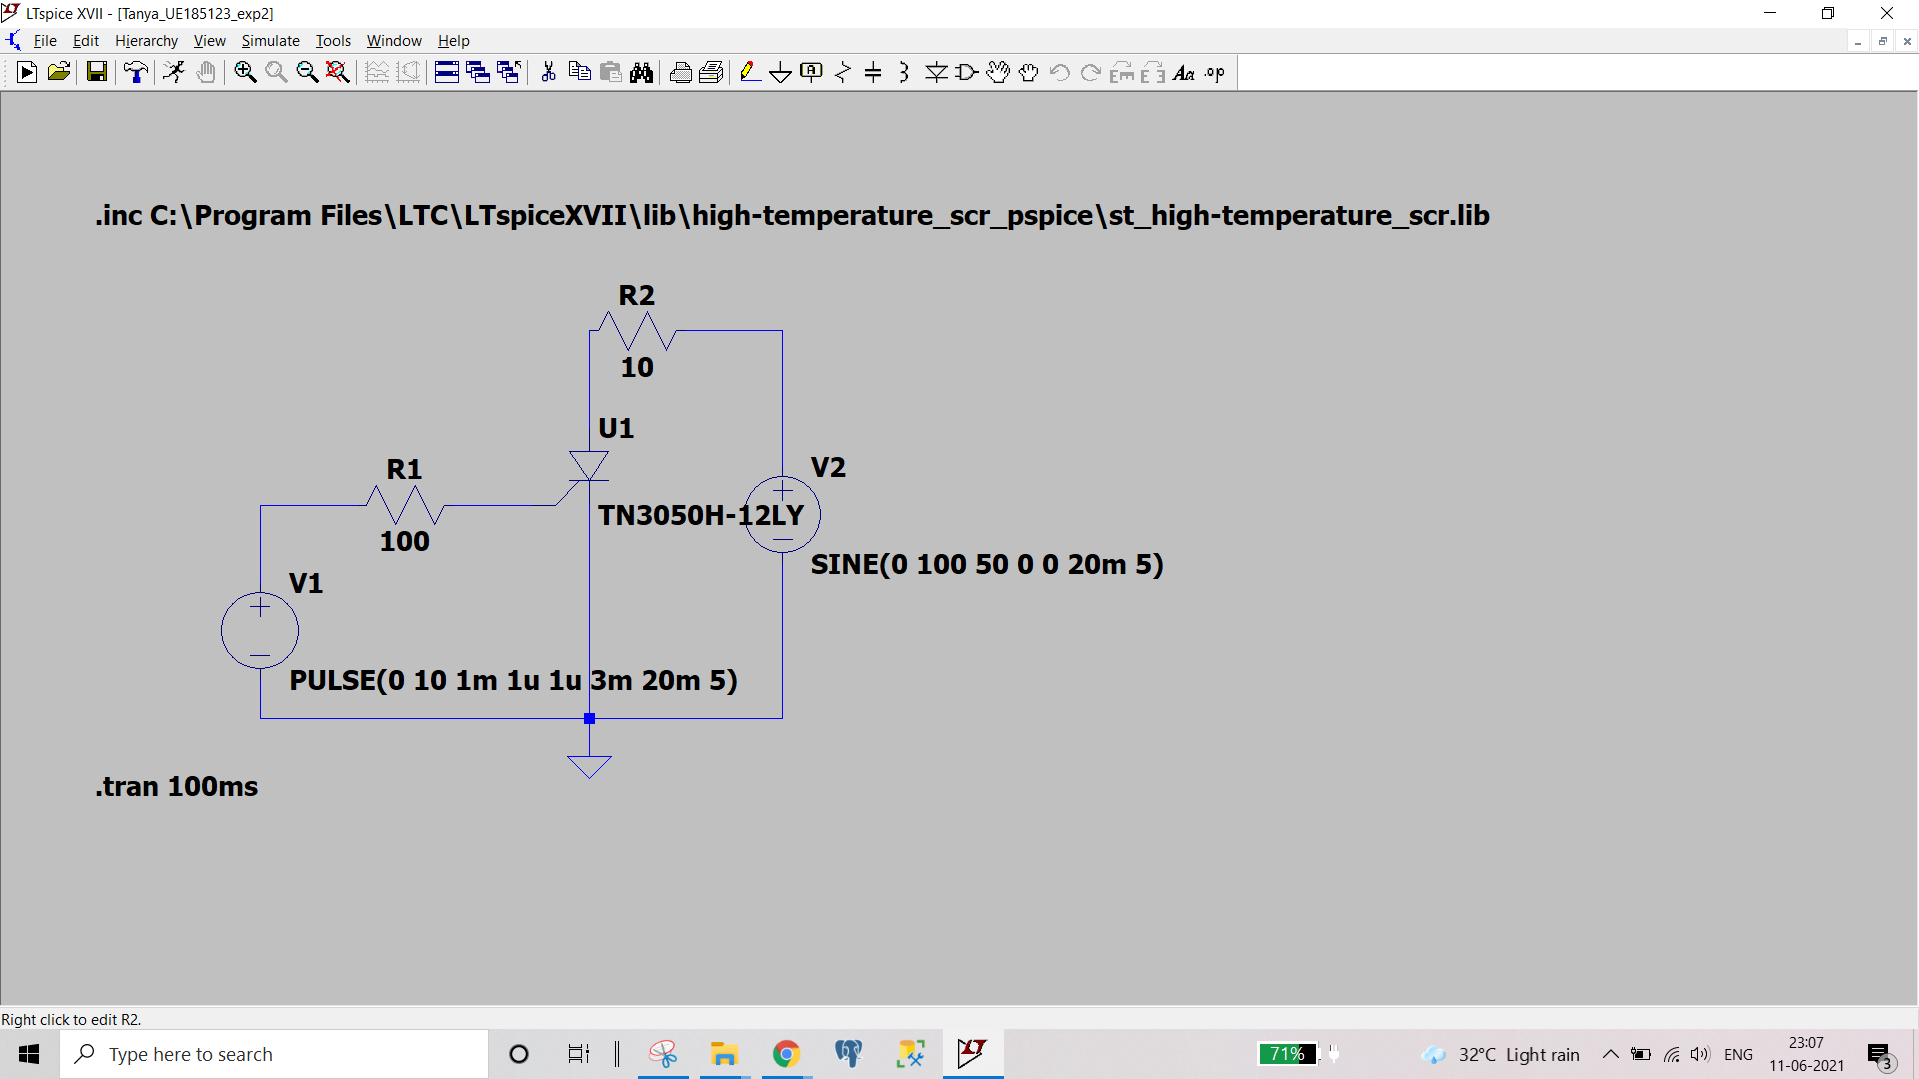 LTspice XVII - [Tanya_UE185123_exp2]
File Edit Hierarchy View Simulate Tools Window Help
.inc C:\Program Files\LTC\LTspiceXVII\lib\high-temperature_scr_pspice\st_high-temperature_scr.lib
R2
10
U1
R1
100
V2
TN3050H-12LY
SINE(0 100 50 0 0 20m 5)
V1
PULSE(0 10 1m 1u 1u 3m 20m 5)
.tran 100ms
Right click to edit R2.
Type here to search
71%
32°C Light rain
ENG
23:07
11-06-2021
3